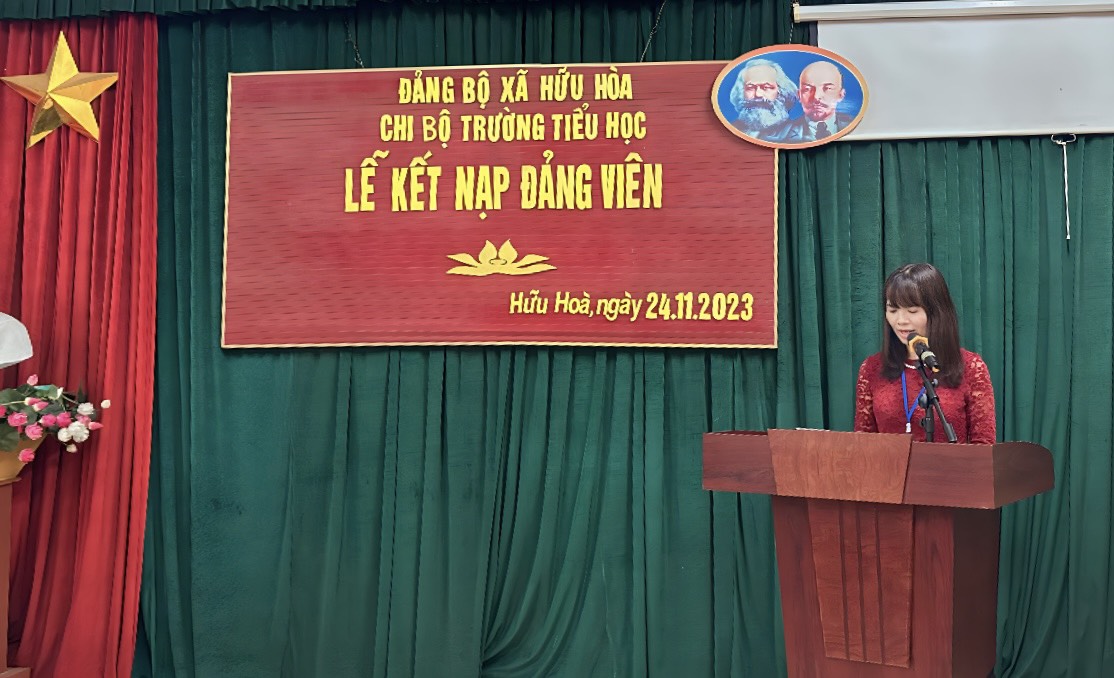 ĐẢNG BỘ XÃ HỮU HÒA
CHI BỘ TRƯỜNG TIỂU HỌC
LỄ KẾT NẠP ĐẢNG VIÊN
Hữu Hoà, ngày 24.11.2023